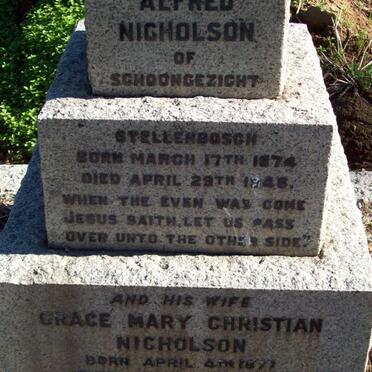 ALFRED
NICHOLSON
OF
SCHOONGEZICHT
STELLENBOSCH
BORN MARCH 17TH 1874
DIED APRIL 29TH 1945.
WHEN THE EVEN WAS COME
JESUS SAITH, LET US PASS
OVER UNTO THE OTHER SIDE.
AND HIS WIFE
GRACE MARY CHRISTIAN
NICHOLSON
BORN APRIL 4TH 1877